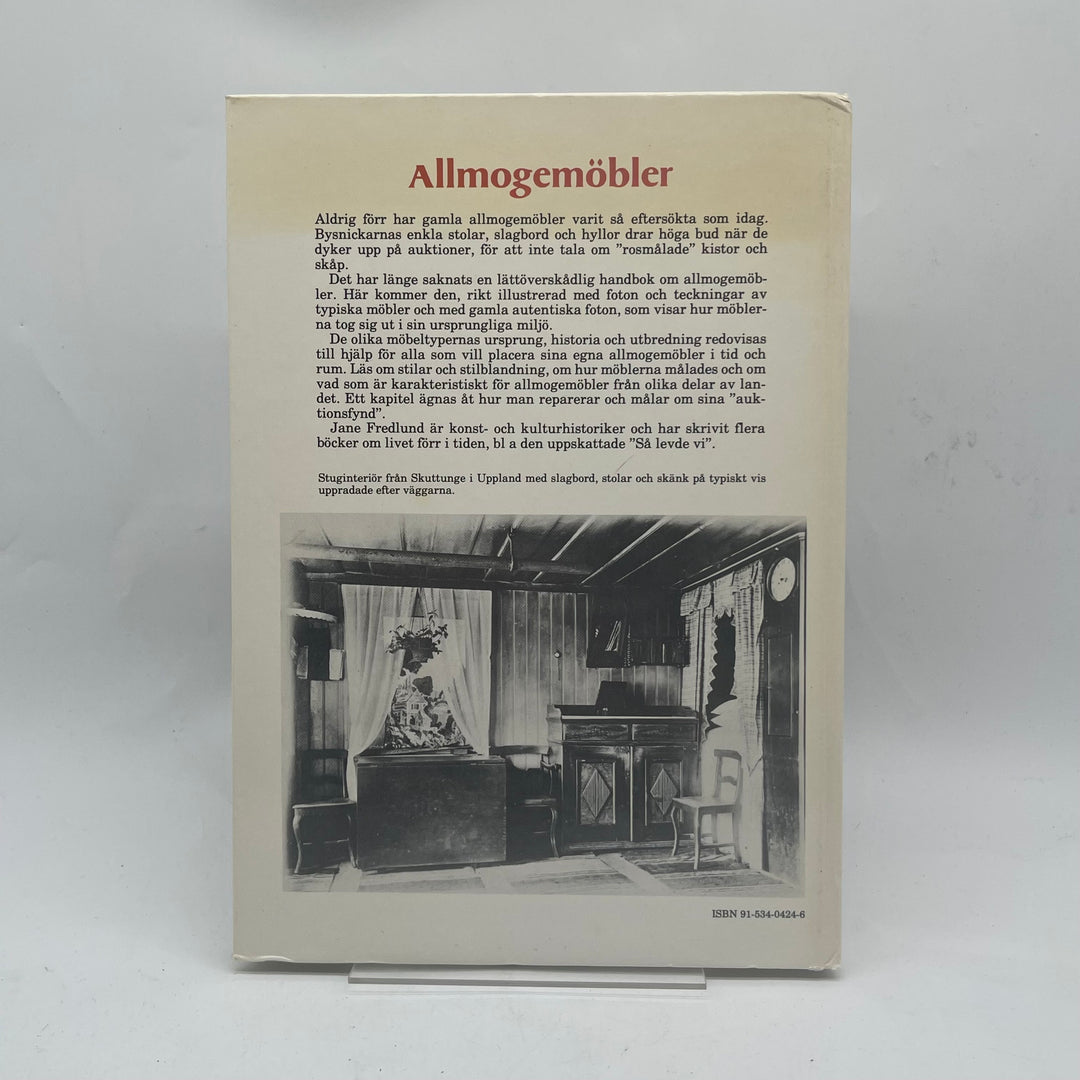 Allmogemöbler
Aldrig förr har gamla allmogemöbler varit så eftersökta som idag.
Bysnickarnas enkla stolar, slagbord och hyllor drar höga bud när de
dyker upp på auktioner, för att inte tala om ”rosmålade” kistor och
skåp.
Det har länge saknats en lättöverskådlig handbok om allmogemöb-
ler. Här kommer den, rikt illustrerad med foton och teckningar av
typiska möbler och med gamla autentiska foton, som visar hur möbler-
na tog sig ut i sin ursprungliga miljö.
De olika möbeltypernas ursprung, historia och utbredning redovisas
till hjälp för alla som vill placera sina egna allmogemöbler i tid och
rum. Läs om stilar och stilblandning, om hur möblerna målades och om
vad som är karakteristiskt för allmogemöbler från olika delar av lan-
det. Ett kapitel ägnas åt hur man reparerar och målar om sina ”auk-
tionsfynd”.
Jane Fredlund är konst- och kulturhistoriker och har skrivit flera
böcker om livet förr i tiden, bl a den uppskattade ”Så levde vi”.
Stuginteriör från Skuttunge i Uppland med slagbord, stolar och skänk på typiskt vis
uppradade efter väggarna.
ISBN 91-534-0424-6